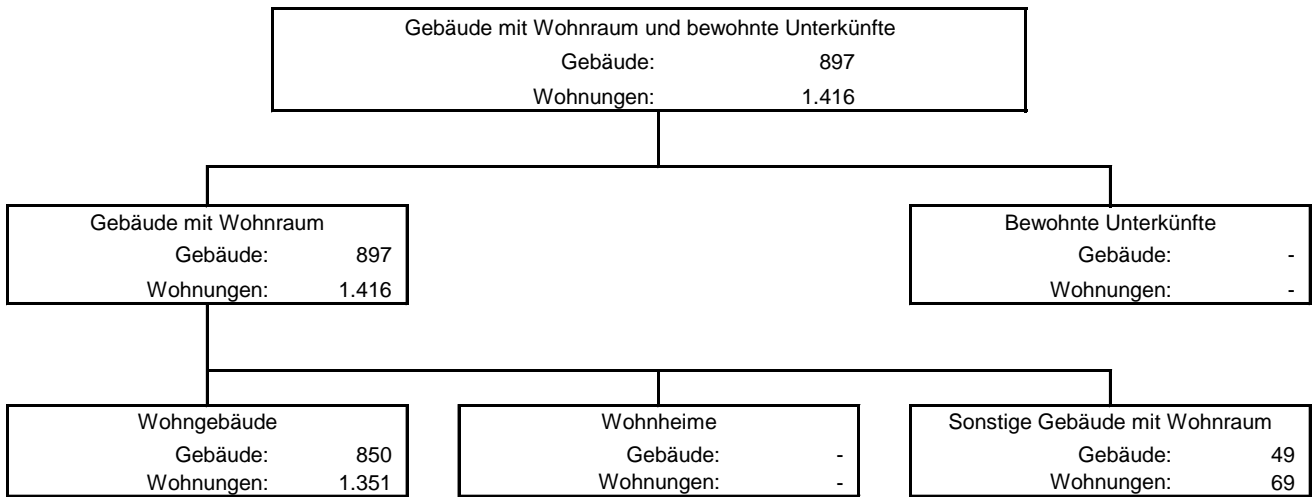 Gebäude mit Wohnraum und bewohnte Unterkünfte
Gebäude: 897
Wohnungen: 1.416
Gebäude mit Wohnraum
Gebäude: 897
Wohnungen: 1.416
Bewohnte Unterkünfte
Gebäude: -
Wohnungen: -
Wohngebäude
Gebäude: 850
Wohnungen: 1.351
Wohnheime
Gebäude: -
Wohnungen: -
Sonstige Gebäude mit Wohnraum
Gebäude: 49
Wohnungen: 69